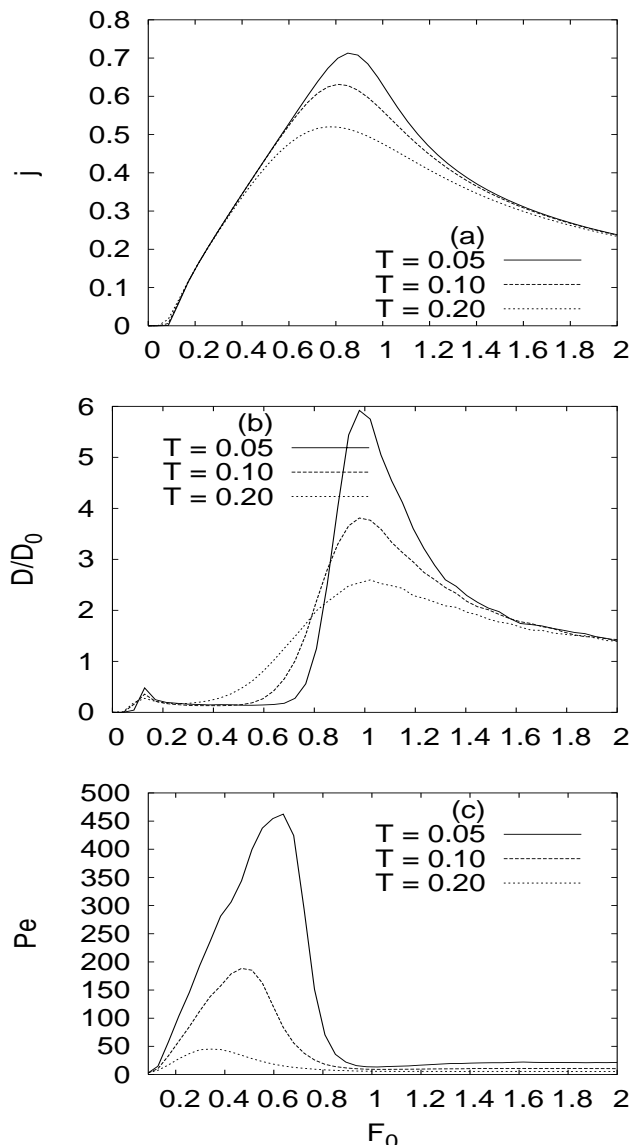 0.8
0.7
0.6
0.5
0.4
0.3
0.2
0.1
0
j
(a)
T = 0.05
T = 0.10
T = 0.20
0 0.2 0.4 0.6 0.8 1 1.2 1.4 1.6 1.8 2
6
5
4
3
2
1
0
D/D0
(b)
T = 0.05
T = 0.10
T = 0.20
0 0.2 0.4 0.6 0.8 1 1.2 1.4 1.6 1.8 2
500
450
400
350
300
250
200
150
100
50
0
Pe
(c)
T = 0.05
T = 0.10
T = 0.20
0.2 0.4 0.6 0.8 1 1.2 1.4 1.6 1.8 2
F0